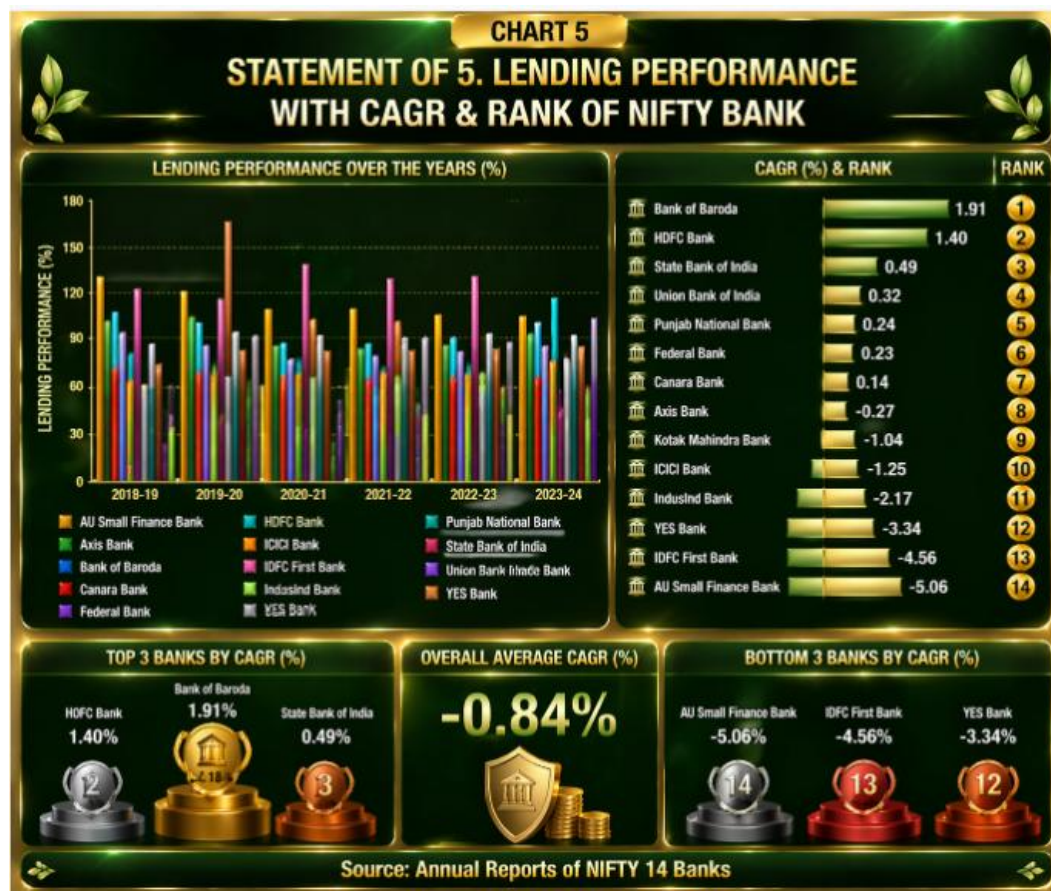 CHART 5
STATEMENT OF 5. LENDING PERFORMANCE
WITH CAGR & RANK OF NIFTY BANK
LENDING PERFORMANCE OVER THE YEARS (%)
LENDING PERFORMANCE (%)
180
150
120
90
60
30
0
2018-19 2019-20 2020-21 2021-22 2022-23 2023-24
AU Small Finance Bank
Axis Bank
Bank of Baroda
Canara Bank
Federal Bank
HDFC Bank
ICICI Bank
IDFC First Bank
IndusInd Bank
YES Bank
Punjab National Bank
State Bank of India
Union Bank Bank
YES Bank
CAGR (%) & RANK RANK
Bank of Baroda 1.91 1
HDFC Bank 1.40 2
State Bank of India 0.49 3
Union Bank of India 0.32 4
Punjab National Bank 0.24 5
Federal Bank 0.23 6
Canara Bank 0.14 7
Axis Bank -0.27 8
Kotak Mahindra Bank -1.04 9
ICICI Bank -1.25 10
IndusInd Bank -2.17 11
YES Bank -3.34 12
IDFC First Bank -4.56 13
AU Small Finance Bank -5.06 14
TOP 3 BANKS BY CAGR (%)
HDFC Bank
1.40%
2
Bank of Baroda
1.91%
State Bank of India
0.49%
3
OVERALL AVERAGE CAGR (%)
-0.84%
BOTTOM 3 BANKS BY CAGR (%)
AU Small Finance Bank
-5.06%
14
IDFC First Bank
-4.56%
13
YES Bank
-3.34%
12
Source: Annual Reports of NIFTY 14 Banks